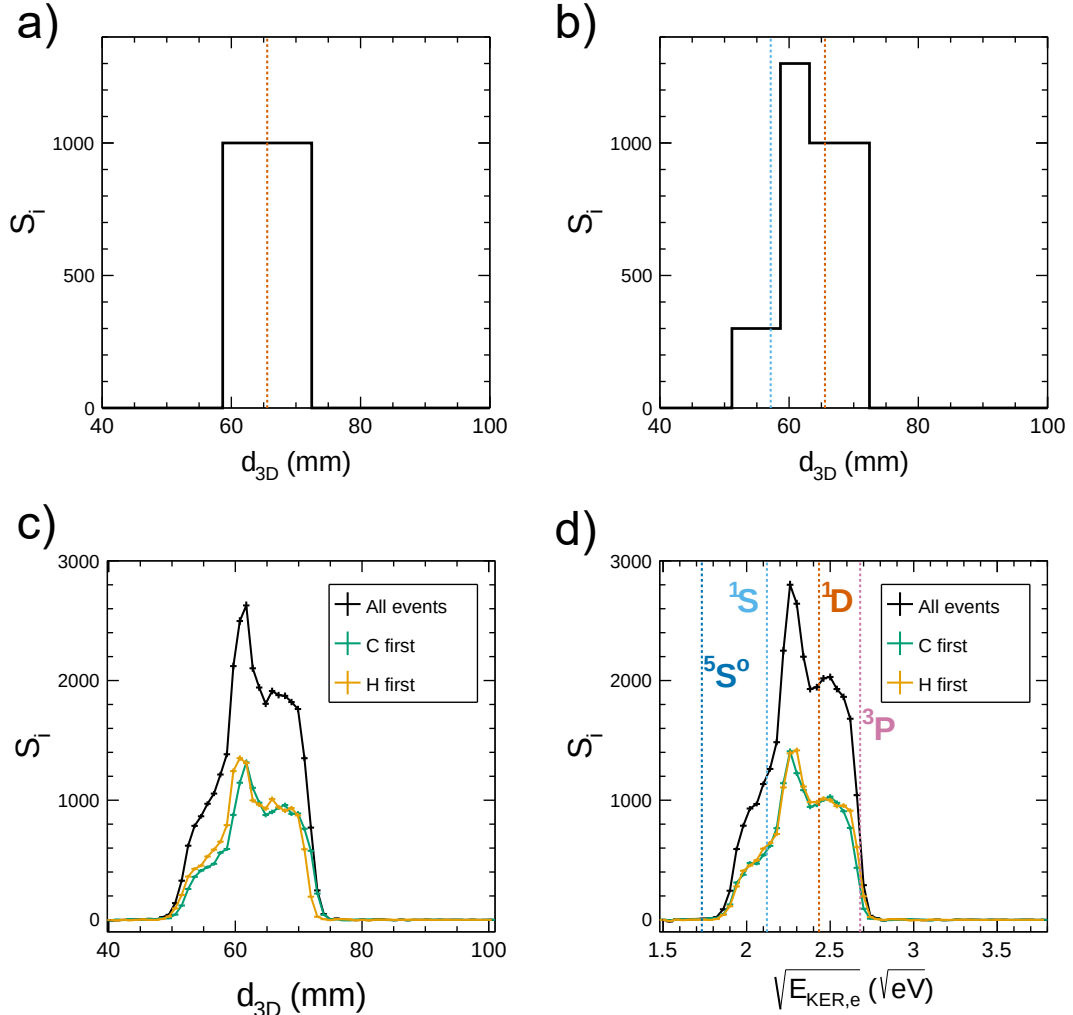 a)
S_i
0
500
1000
40
60
80
100
d_3D (mm)
b)
S_i
0
500
1000
40
60
80
100
d_3D (mm)
c)
S_i
0
1000
2000
3000
All events
C first
H first
40
60
80
100
d_3D (mm)
d)
S_i
0
1000
2000
3000
⁵Sᵒ
¹S
¹D
³P
All events
C first
H first
1.5
2
2.5
3
3.5
√E_KER,e (√eV)